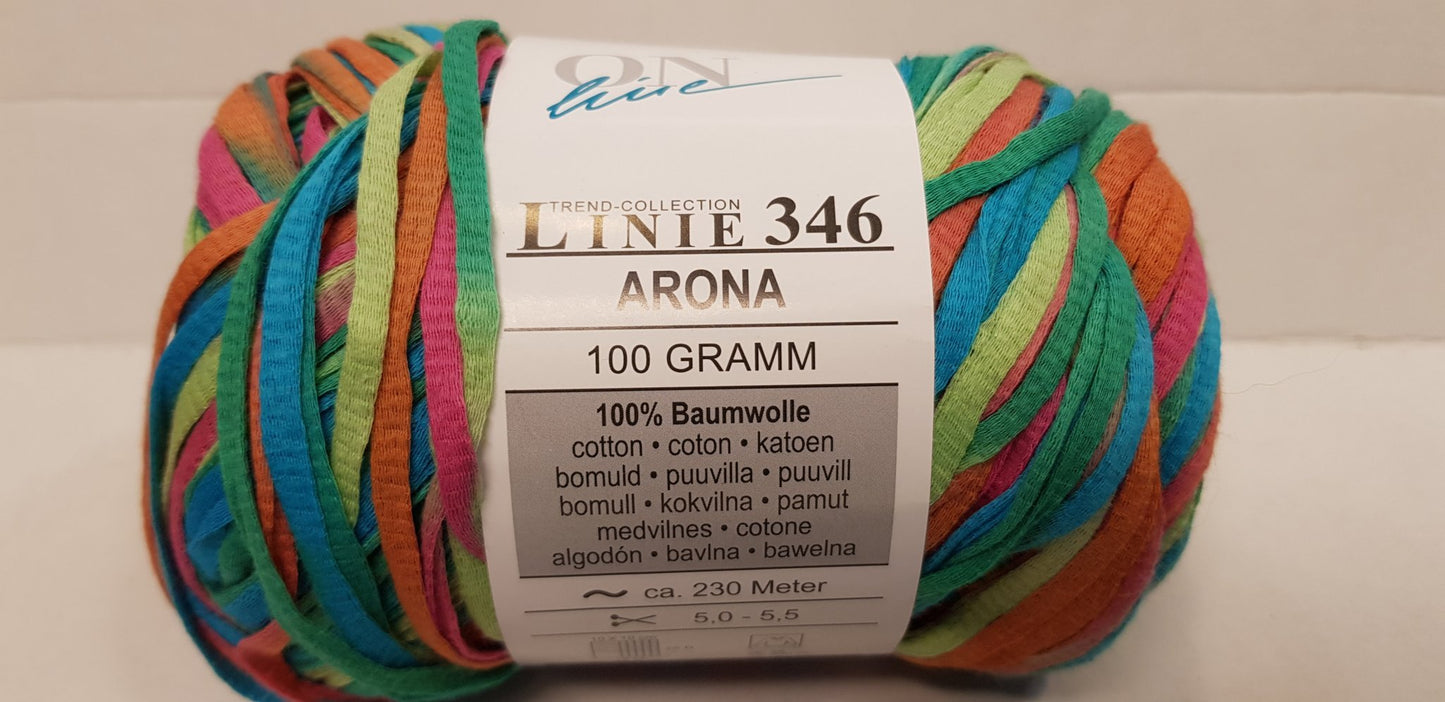 ON
line
TREND-COLLECTION
LINIE 346
ARONA
100 GRAMM
100% Baumwolle
cotton • coton • katoen
bomuld • puuvilla • puuvill
bomull • kokvilna • pamut
medvilnes • cotone
algodón • bavlna • bawelna
ca. 230 Meter
5,0 - 5,5